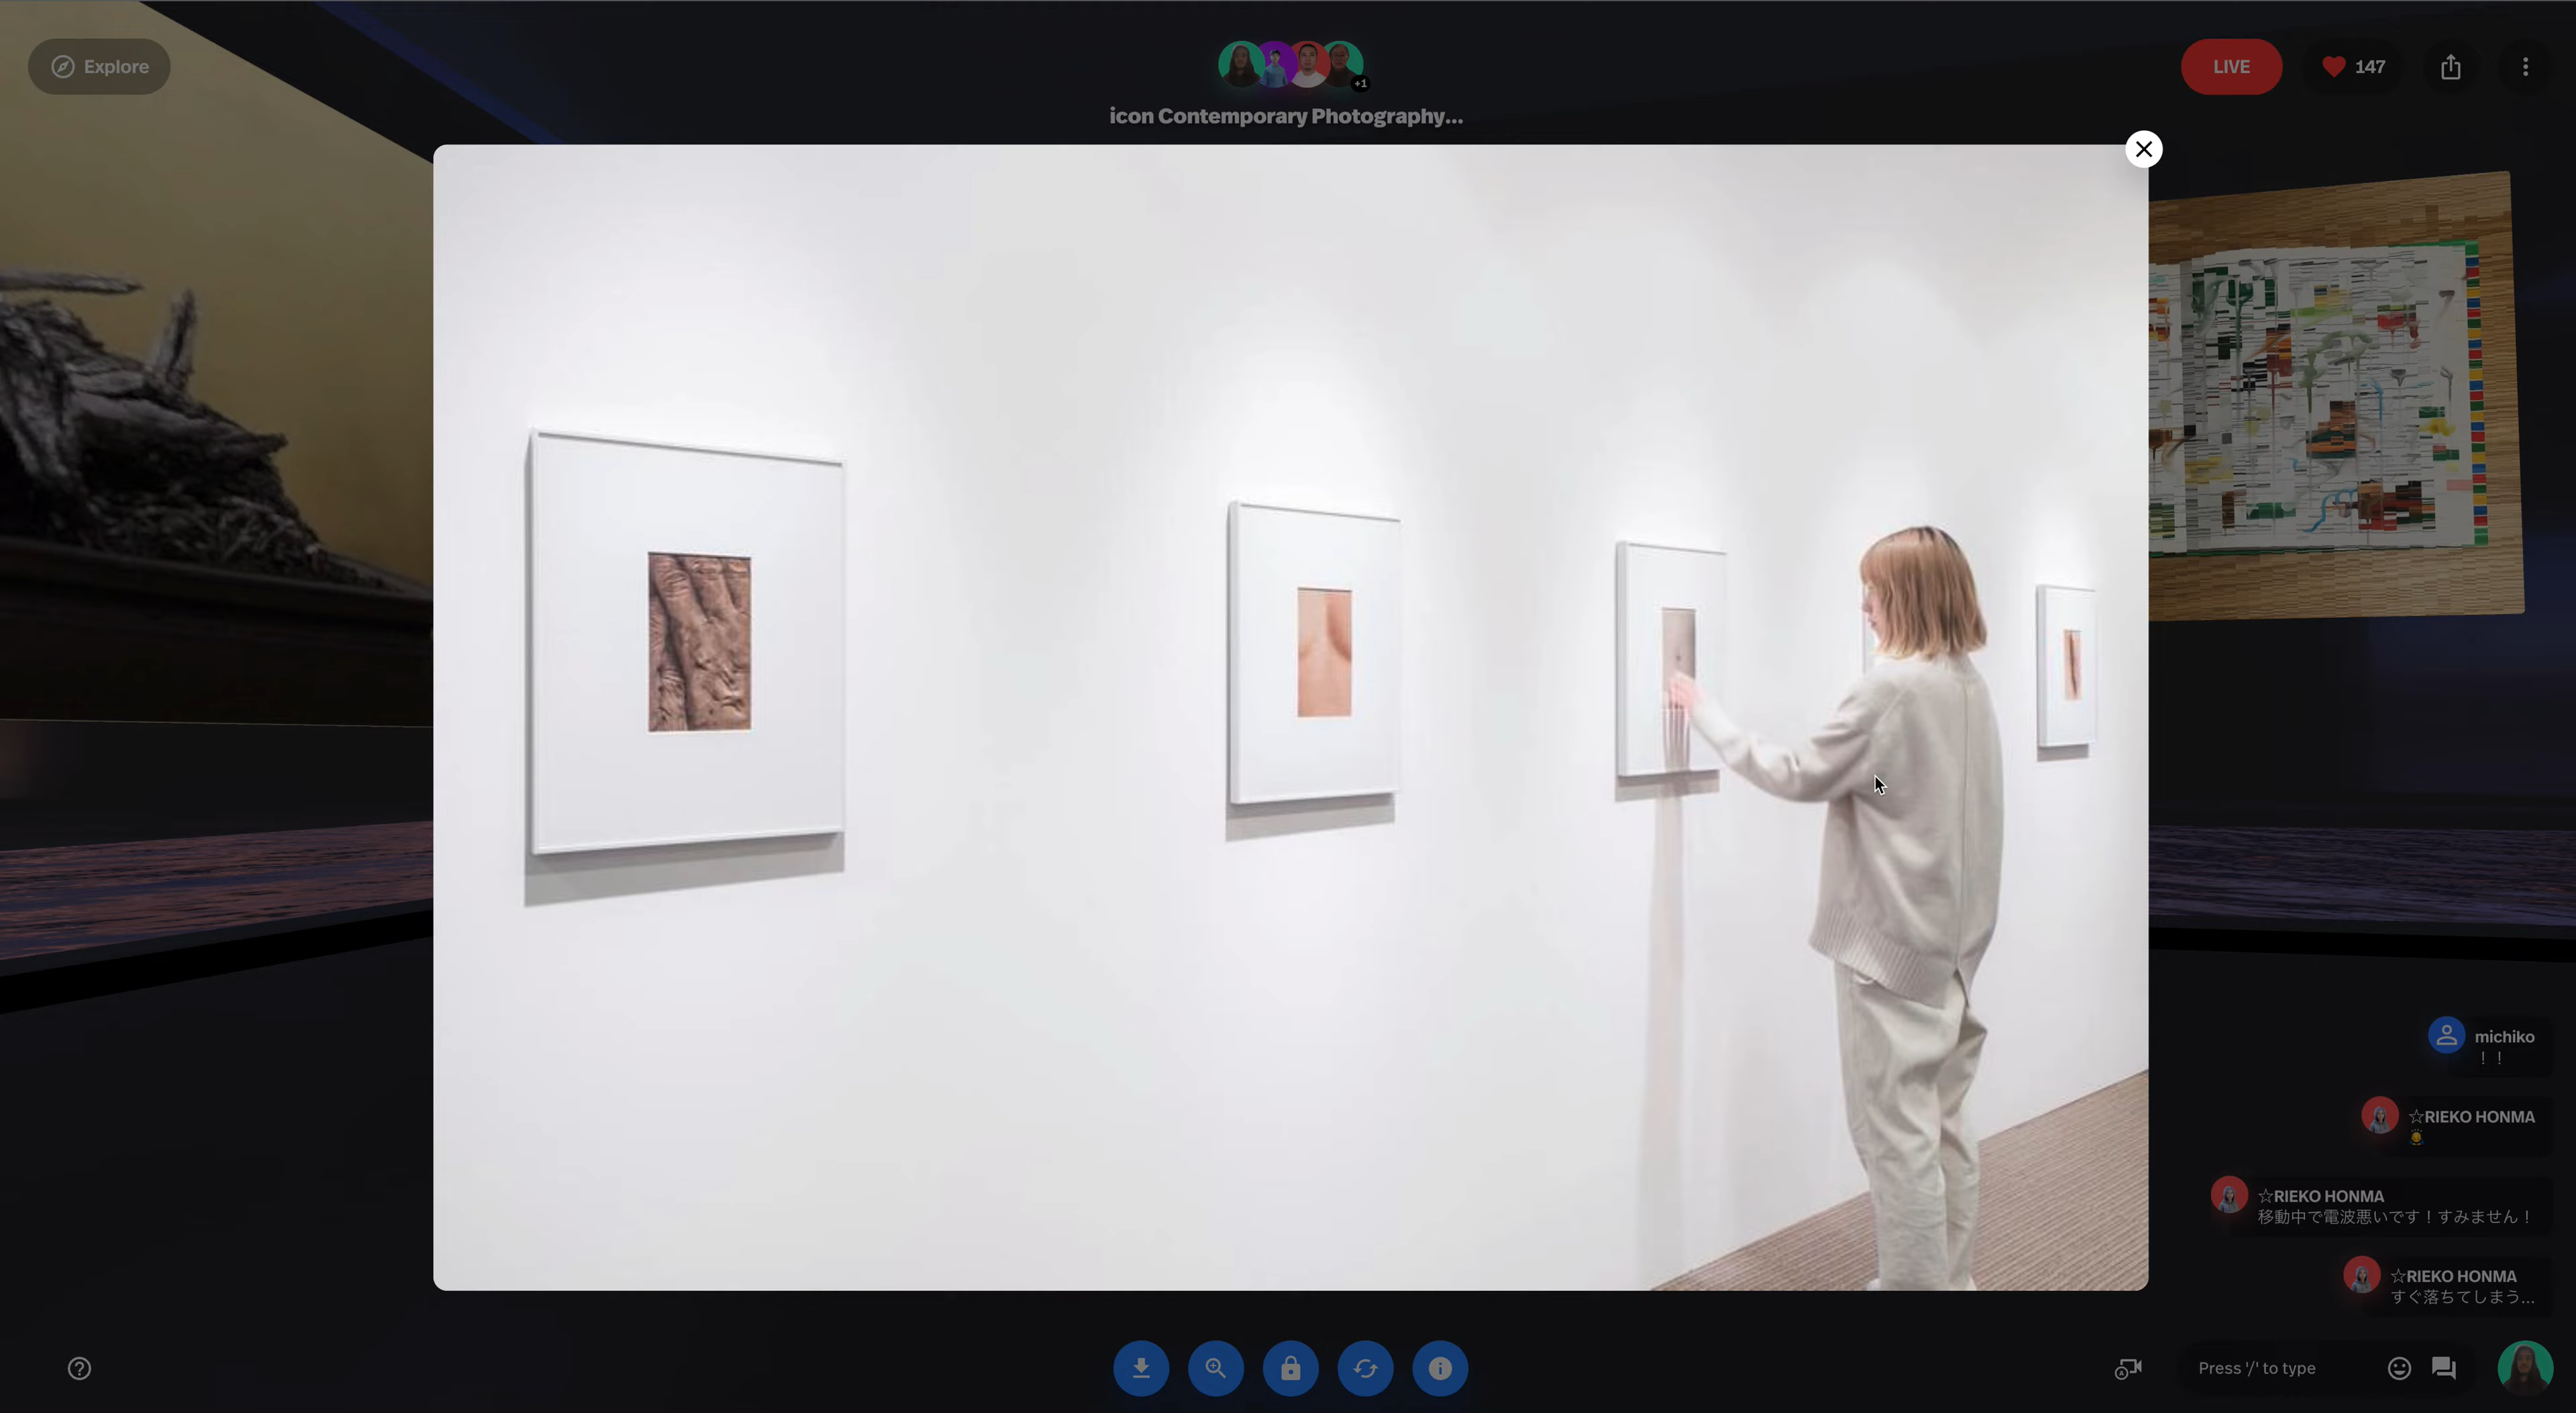 Explore
+1
LIVE
147
icon Contemporary Photography...
michiko
！！
☆RIEKO HONMA
☆RIEKO HONMA
移動中で電波悪いです！すみません！
☆RIEKO HONMA
すぐ落ちてしまう...
Press '/' to type